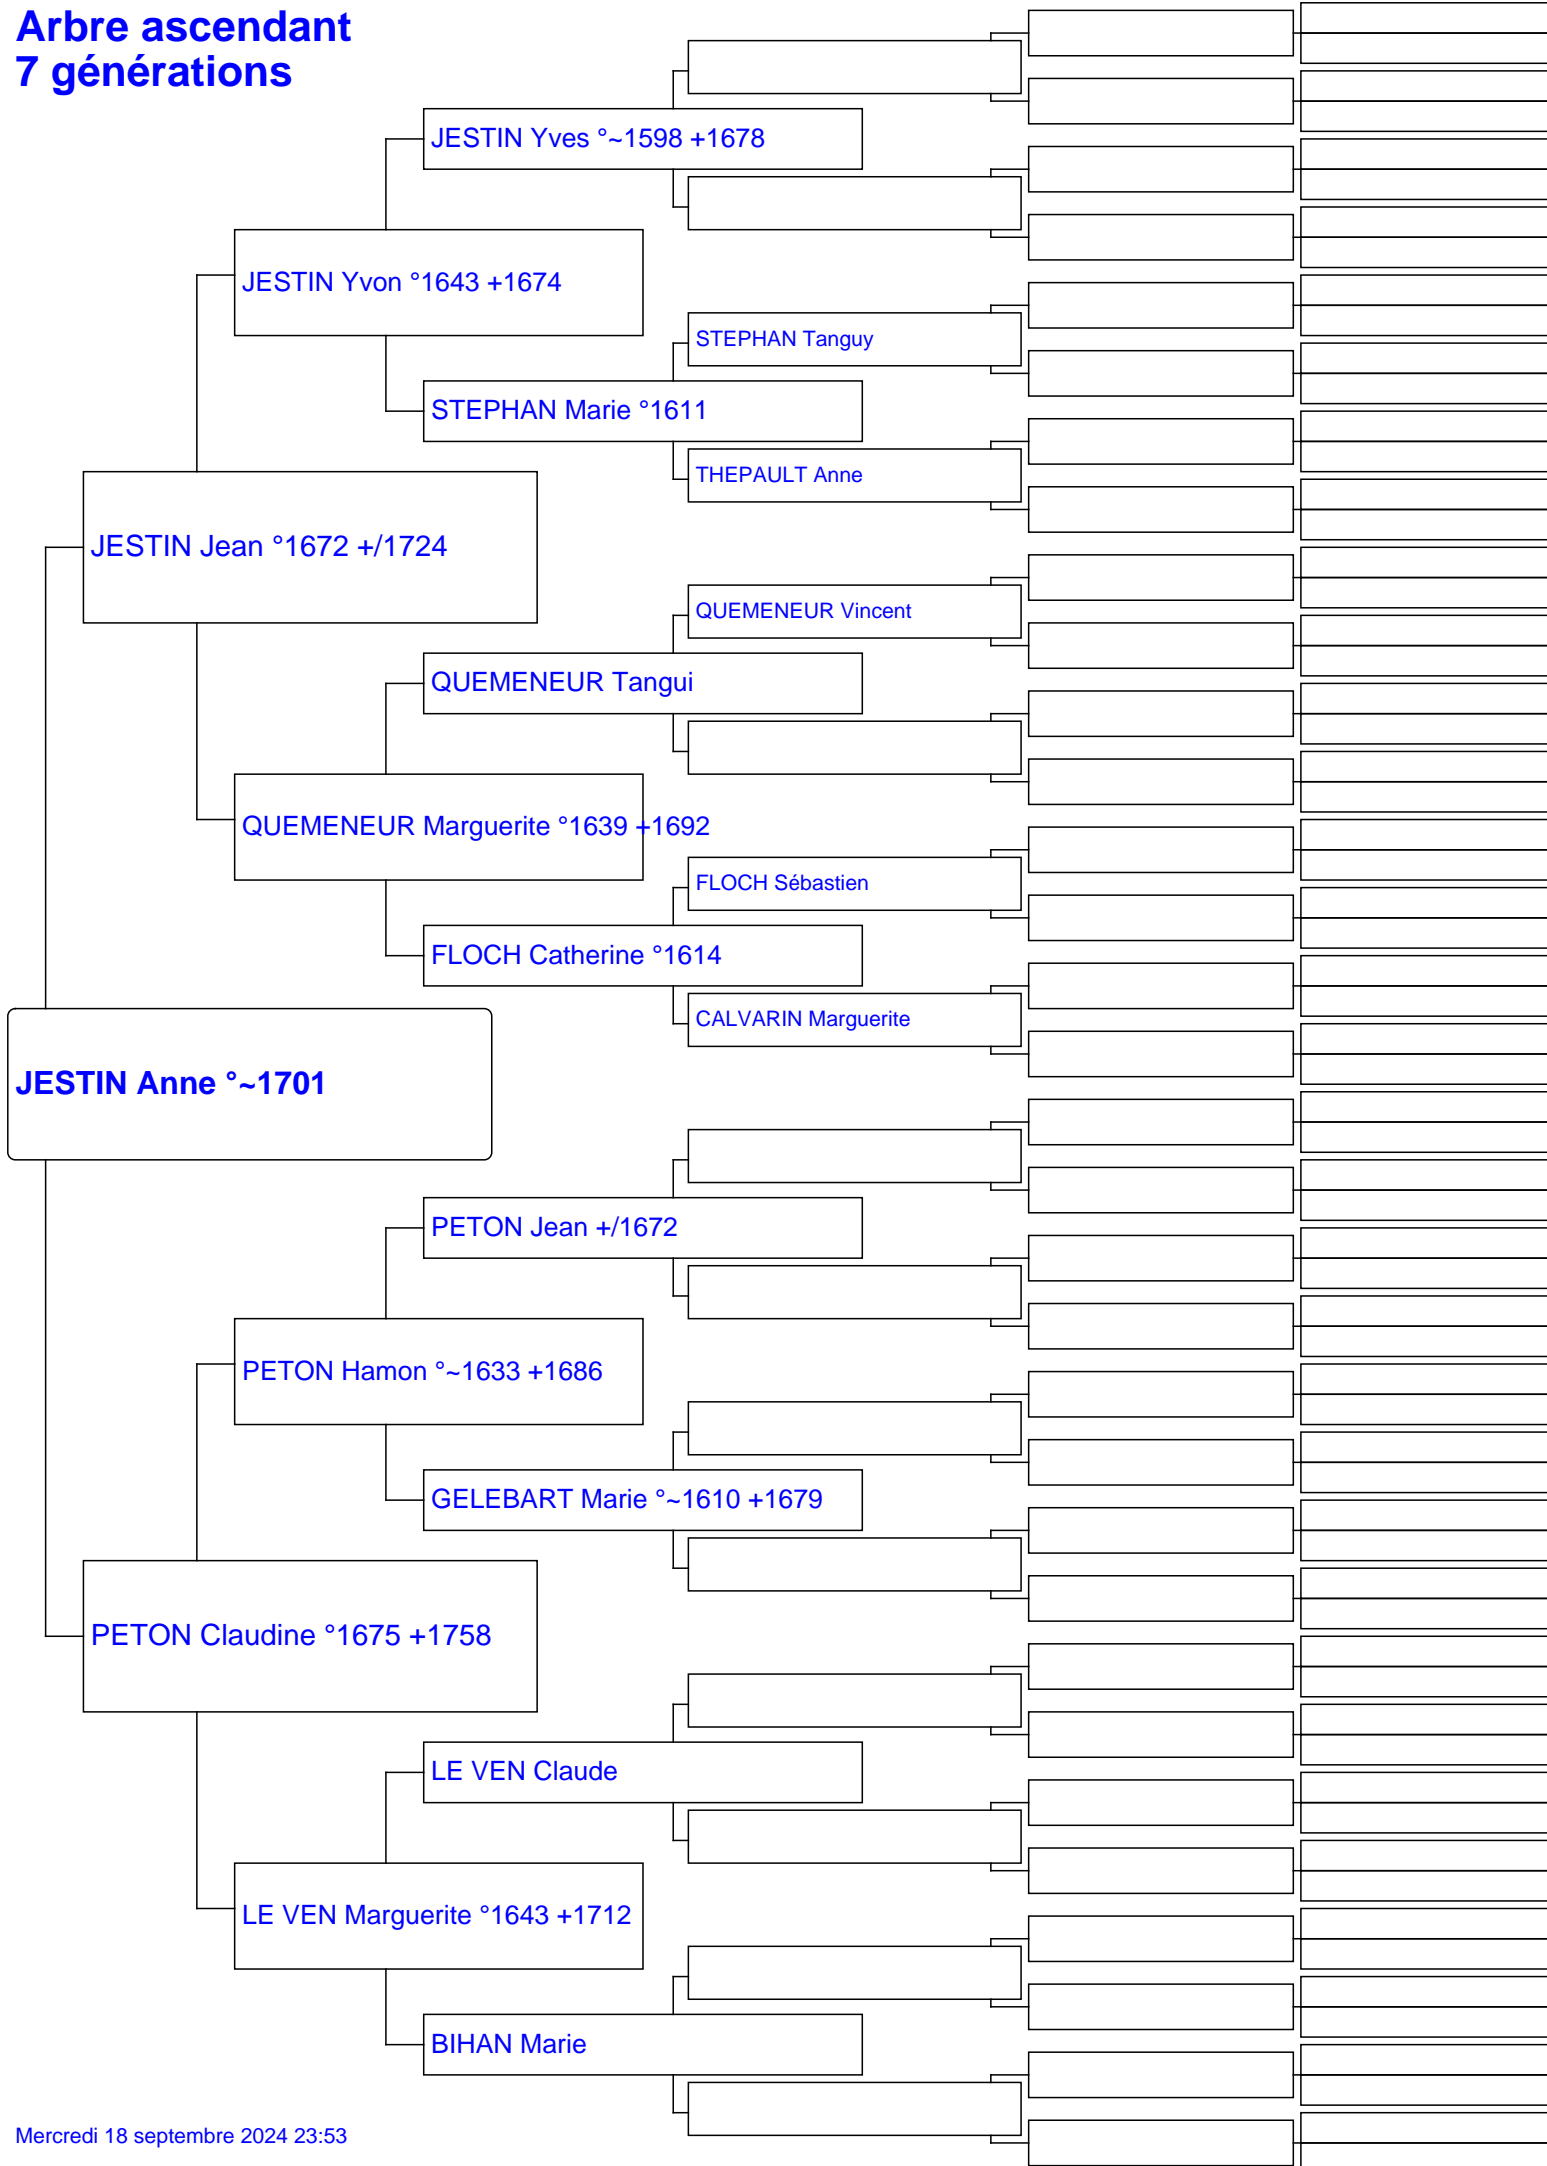 Arbre ascendant
7 générations
JESTIN Yves °~1598 +1678
JESTIN Yvon °1643 +1674
STEPHAN Tanguy
STEPHAN Marie °1611
THEPAULT Anne
JESTIN Jean °1672 +/1724
QUEMENEUR Vincent
QUEMENEUR Tangui
QUEMENEUR Marguerite °1639 +1692
FLOCH Sébastien
FLOCH Catherine °1614
CALVARIN Marguerite
JESTIN Anne °~1701
PETON Jean +/1672
PETON Hamon °~1633 +1686
GELEBART Marie °~1610 +1679
PETON Claudine °1675 +1758
LE VEN Claude
LE VEN Marguerite °1643 +1712
BIHAN Marie
Mercredi 18 septembre 2024 23:53